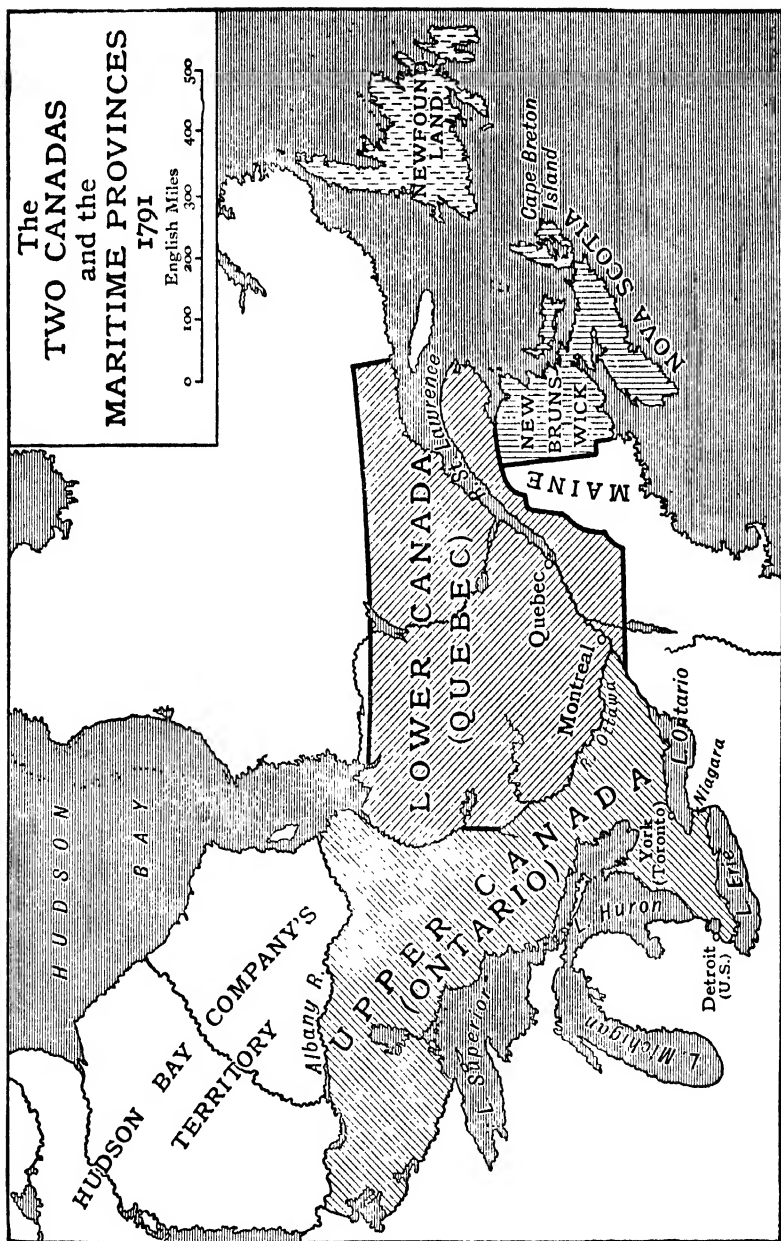 The
TWO CANADAS
and the
MARITIME PROVINCES
1791
English Miles
0 100 200 300 400 500
HUDSON
BAY
HUDSON BAY COMPANY'S
TERRITORY
Albany R.
UPPER CANADA
(ONTARIO)
LOWER CANADA
(QUEBEC)
R. St. Lawrence
NEWFOUND
LAND
Cape Breton
Island
NOVA SCOTIA
NEW
BRUNS
WICK
MAINE
Quebec
Montreal
R. Ottawa
L. Ontario
Niagara
York
(Toronto)
L. Erie
L. Huron
Detroit
(U.S.)
L. Superior
L. Michigan